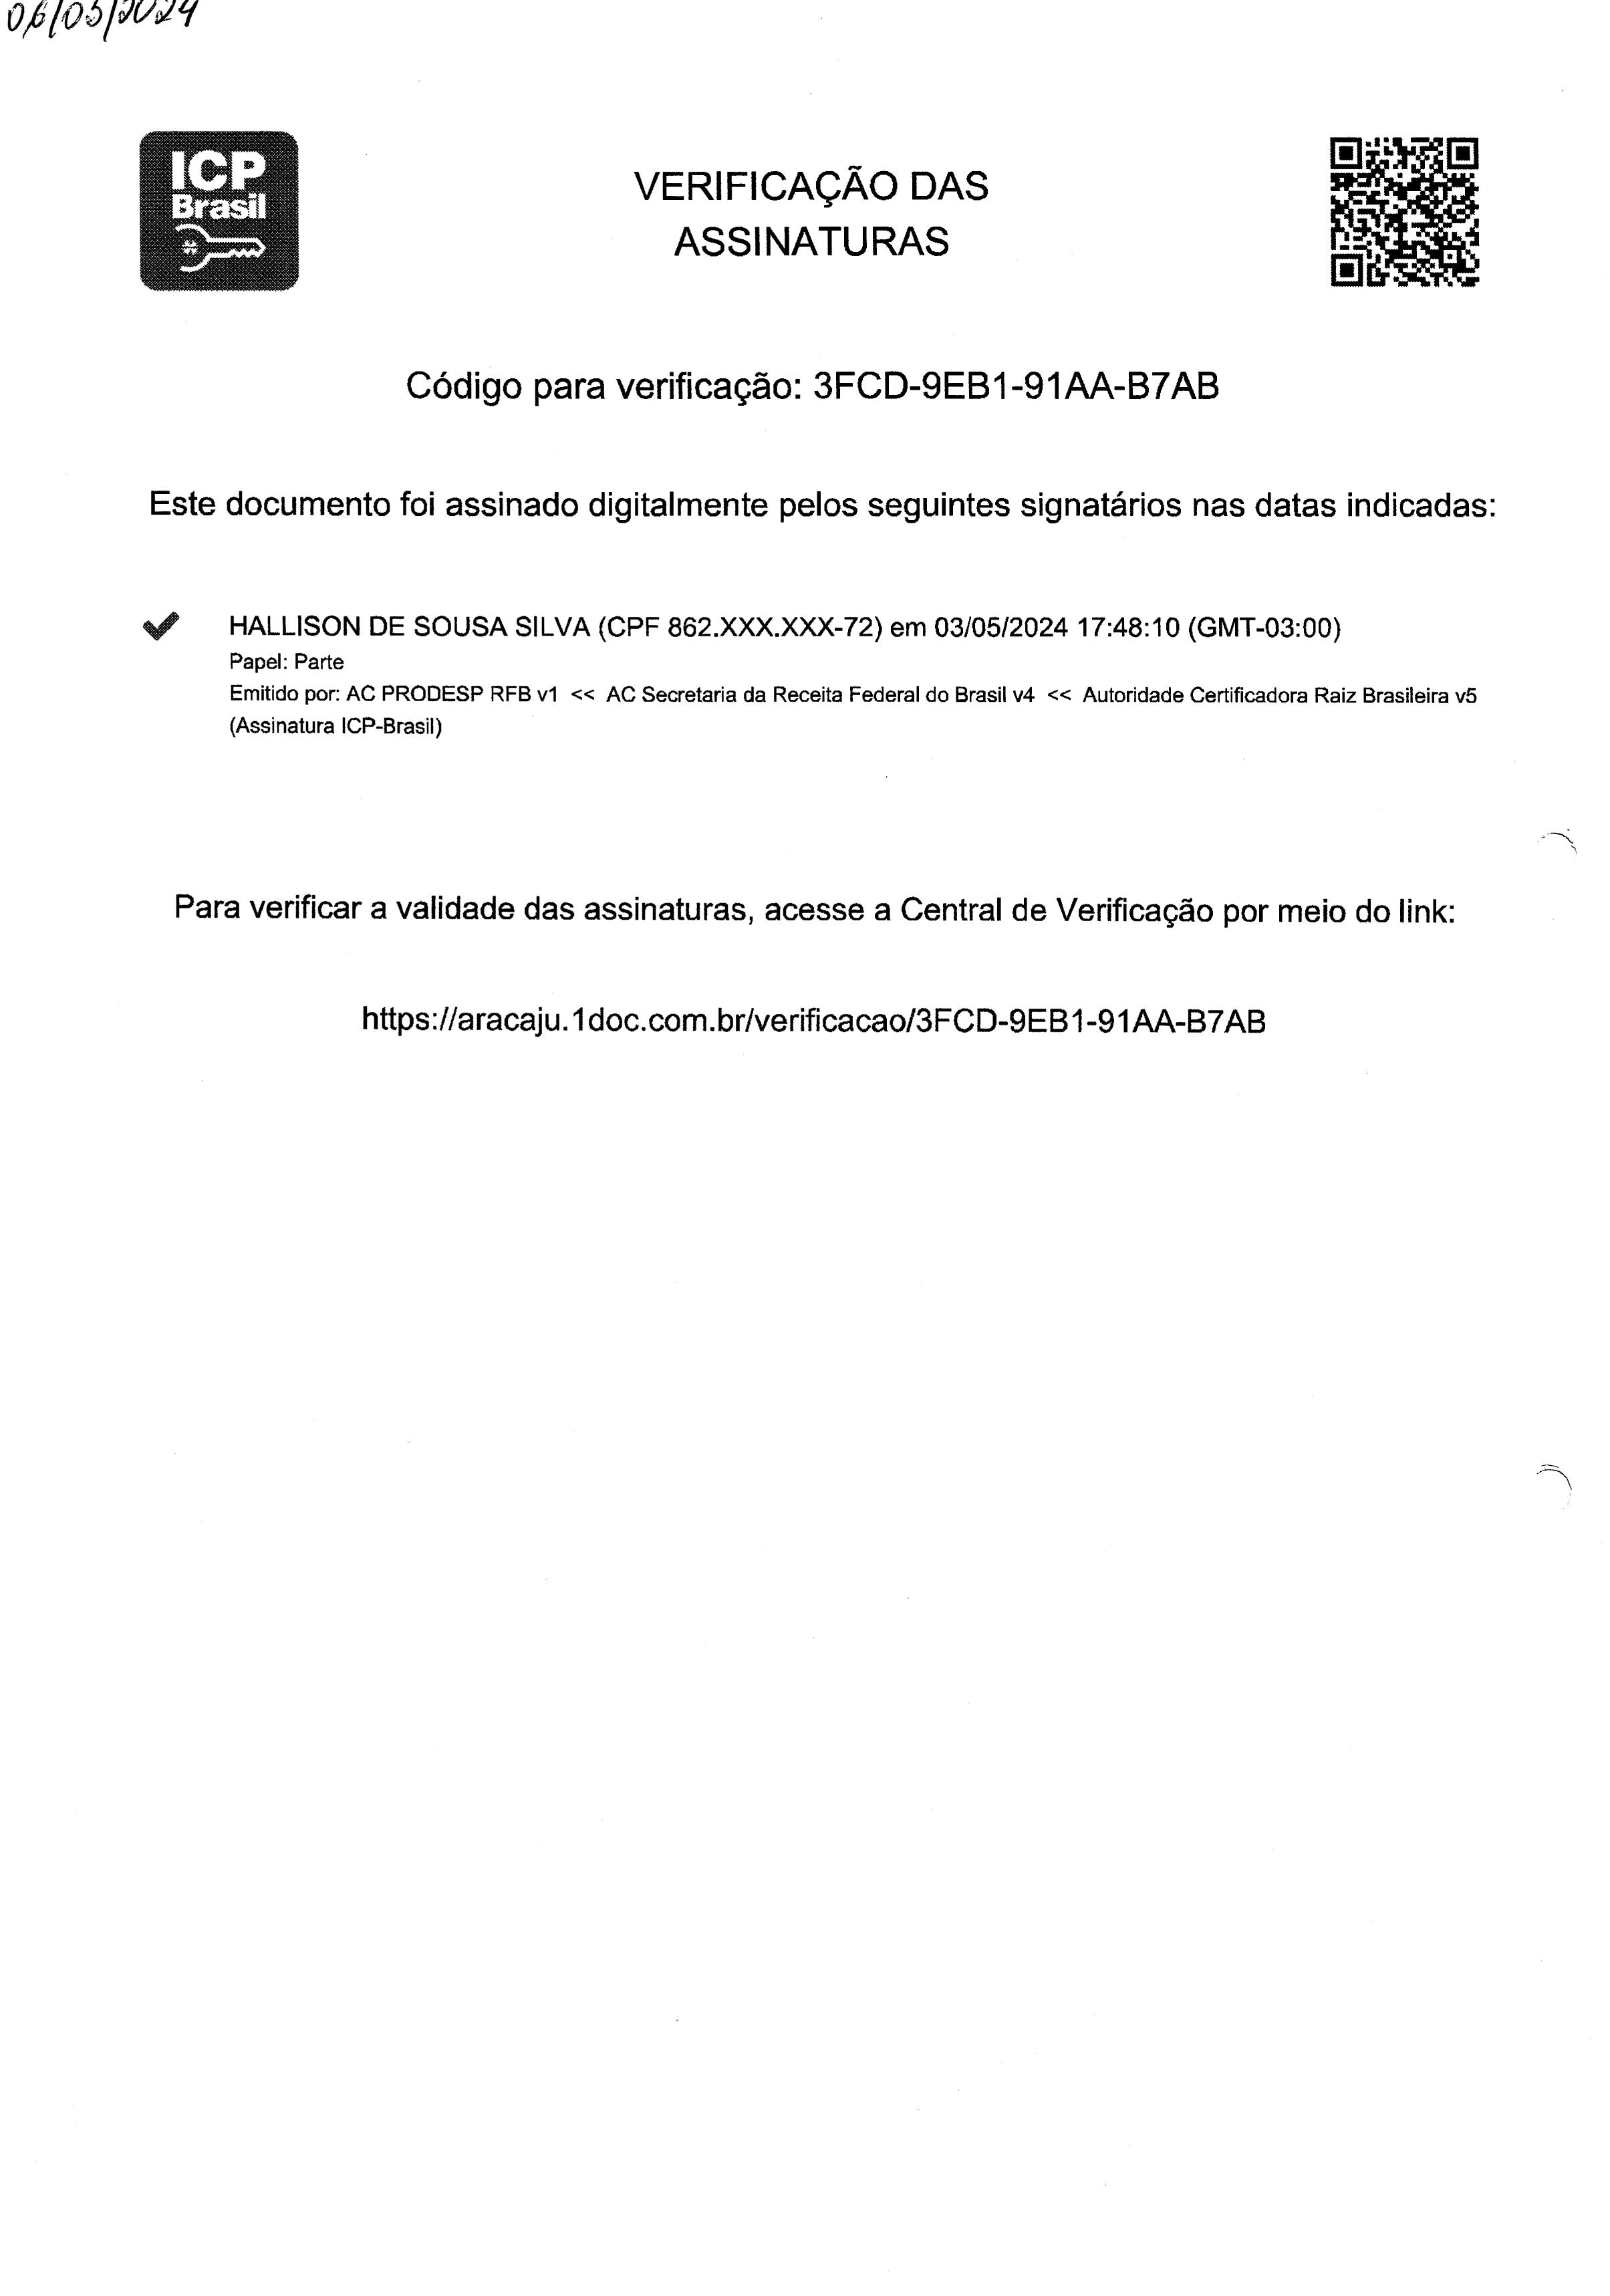 06/05/2024
ICP
Brasil
VERIFICAÇÃO DAS
ASSINATURAS
Código para verificação: 3FCD-9EB1-91AA-B7AB
Este documento foi assinado digitalmente pelos seguintes signatários nas datas indicadas:
HALLISON DE SOUSA SILVA (CPF 862.XXX.XXX-72) em 03/05/2024 17:48:10 (GMT-03:00)
Papel: Parte
Emitido por: AC PRODESP RFB v1 << AC Secretaria da Receita Federal do Brasil v4 << Autoridade Certificadora Raiz Brasileira v5
(Assinatura ICP-Brasil)
Para verificar a validade das assinaturas, acesse a Central de Verificação por meio do link:
https://aracaju.1doc.com.br/verificacao/3FCD-9EB1-91AA-B7AB